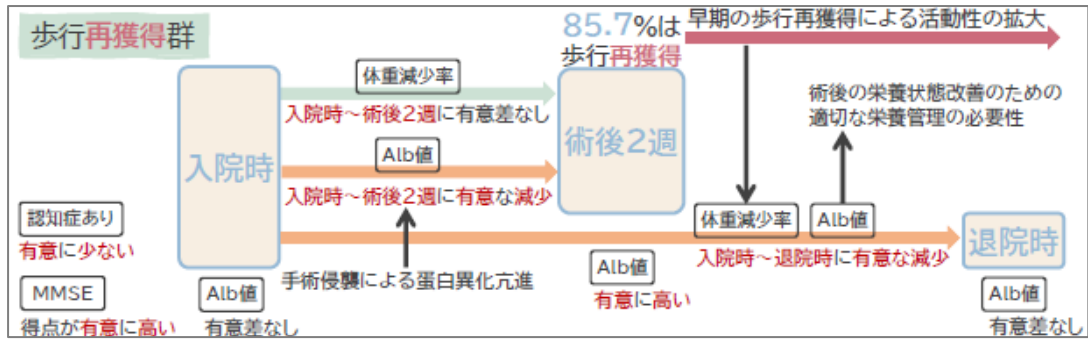 歩行再獲得群
85.7%は
歩行再獲得
早期の歩行再獲得による活動性の拡大
体重減少率
入院時～術後2週に有意差なし
Alb値
入院時～術後2週に有意な減少
入院時
術後2週
術後の栄養状態改善のための
適切な栄養管理の必要性
認知症あり
有意に少ない
MMSE
得点が有意に高い
Alb値
有意差なし
手術侵襲による蛋白異化亢進
Alb値
有意に高い
体重減少率
Alb値
入院時～退院時に有意な減少
退院時
Alb値
有意差なし